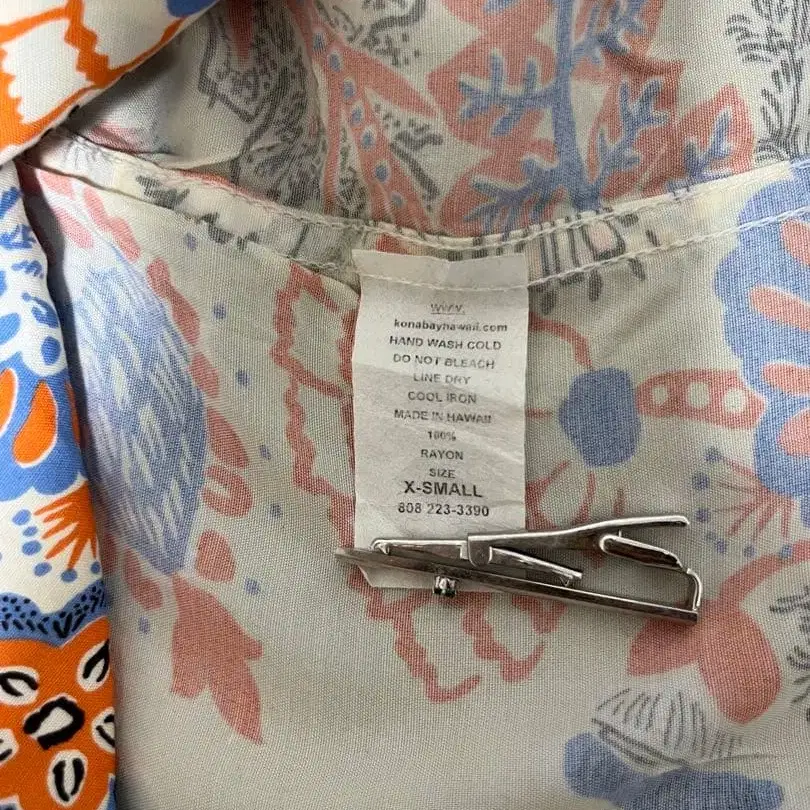 www.
konabayhawaii.com
HAND WASH COLD
DO NOT BLEACH
LINE DRY
COOL IRON
MADE IN HAWAII
100%
RAYON
SIZE
X-SMALL
808 223-3390